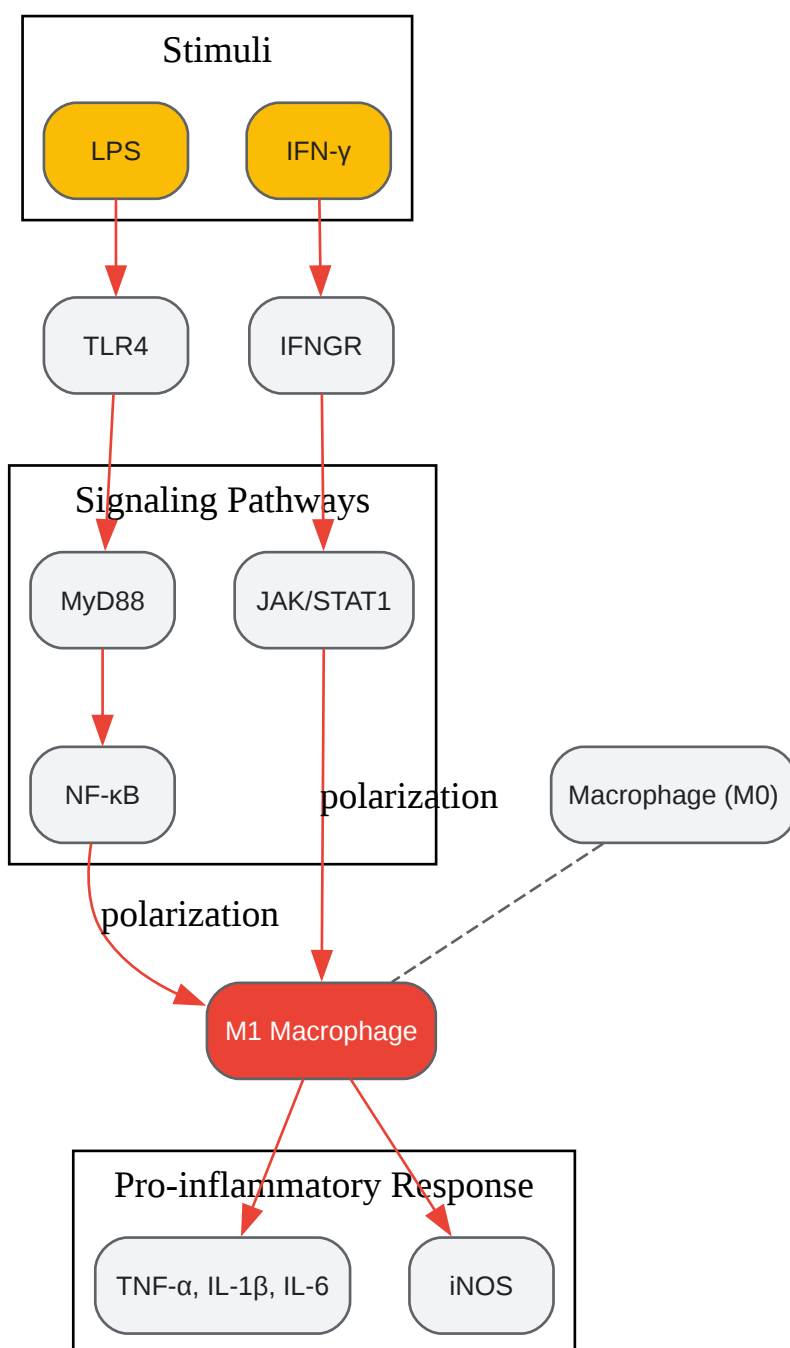 Stimuli
LPS
IFN-γ
TLR4
IFNGR
Signaling Pathways
MyD88
JAK/STAT1
NF-κB
polarization
Macrophage (M0)
polarization
M1 Macrophage
Pro-inflammatory Response
TNF-α, IL-1β, IL-6
iNOS